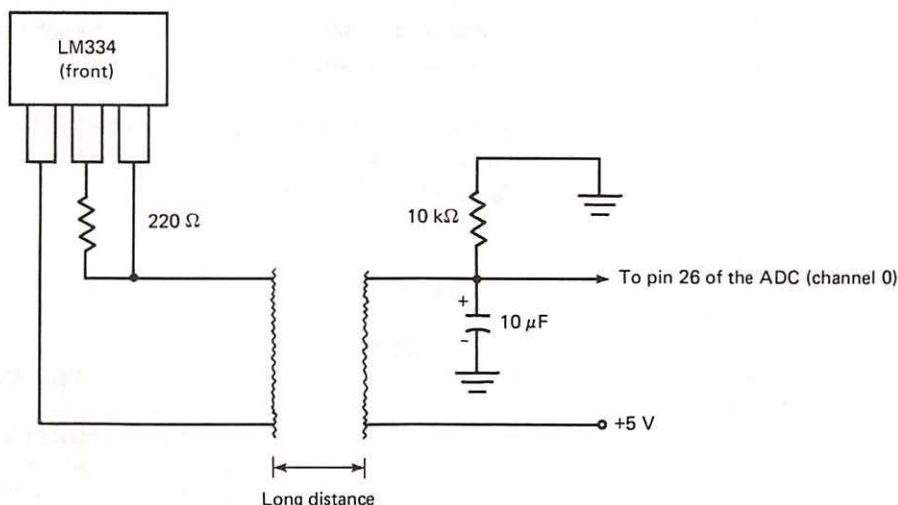 LM334
(front)
220 Ω
10 kΩ
To pin 26 of the ADC (channel 0)
+
10 μF
-
+5 V
Long distance